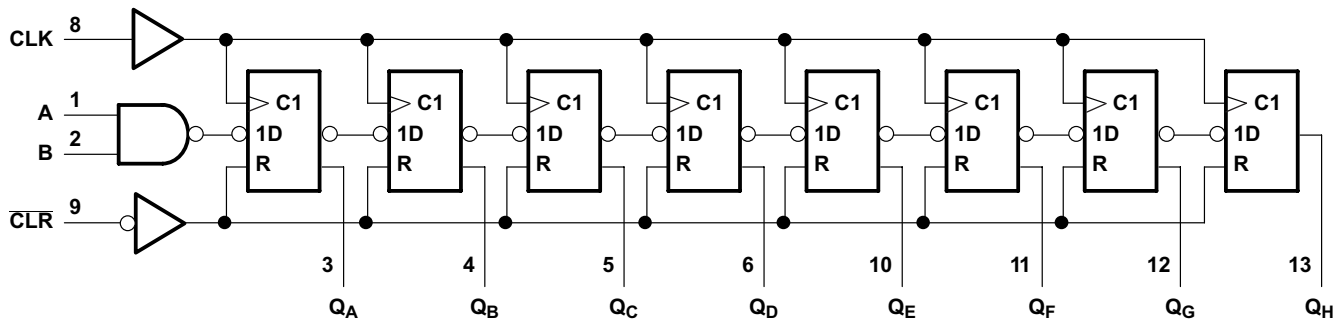 CLK 8
C1 C1 C1 C1 C1 C1 C1 C1
A 1
1D 1D 1D 1D 1D 1D 1D 1D
B 2
R R R R R R R R
CLR 9
3 4 5 6 10 11 12 13
QA QB QC QD QE QF QG QH